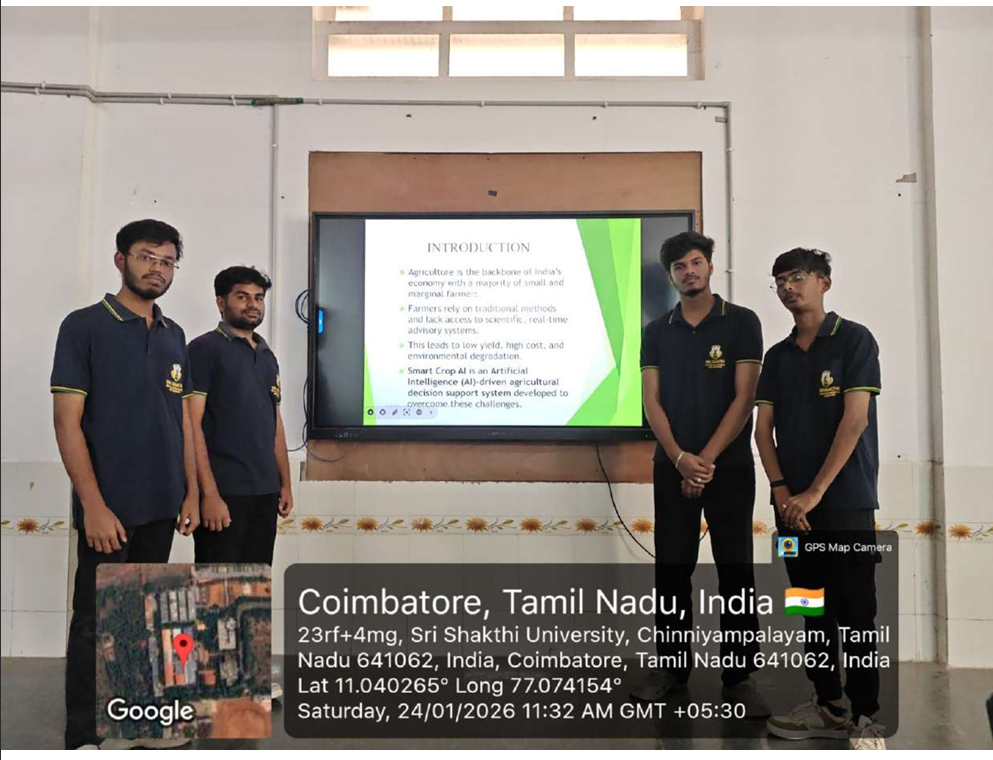 INTRODUCTION
Agriculture is the backbone of India's
economy with a majority of small and
marginal farmers.
Farmers rely on traditional methods
and lack access to scientific, real-time
advisory systems.
This leads to low yield, high cost, and
environmental degradation.
Smart Crop AI is an Artificial
Intelligence (AI)-driven agricultural
decision support system developed to
overcome these challenges.
GPS Map Camera
Coimbatore, Tamil Nadu, India
23rf+4mg, Sri Shakthi University, Chinniyampalayam, Tamil
Nadu 641062, India, Coimbatore, Tamil Nadu 641062, India
Lat 11.040265° Long 77.074154°
Saturday, 24/01/2026 11:32 AM GMT +05:30
Google